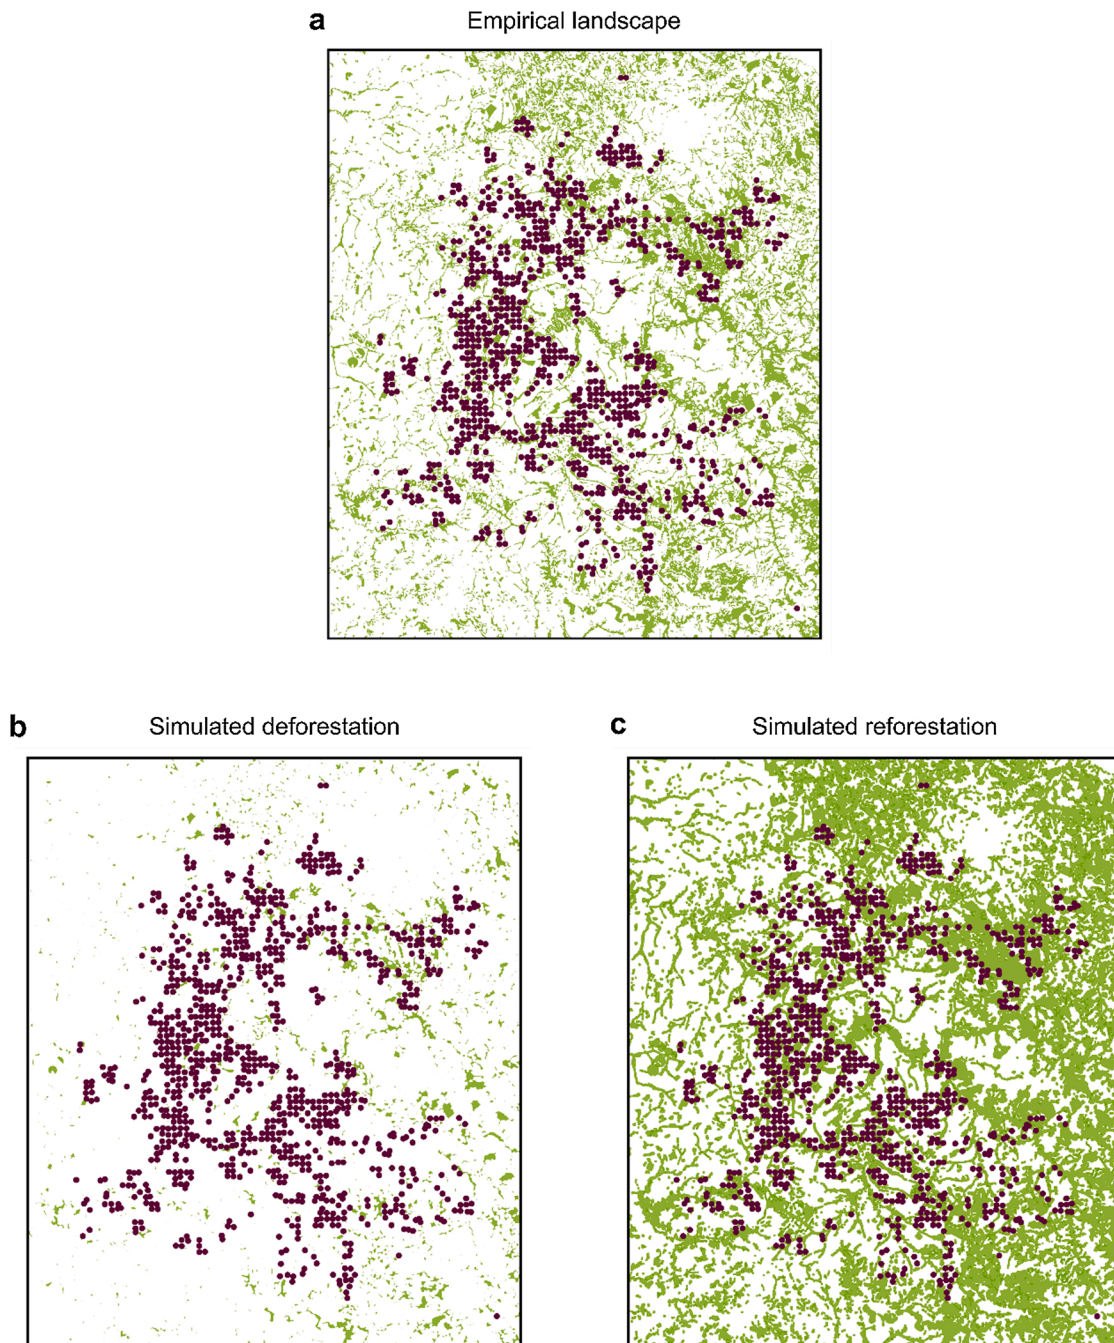 a Empirical landscape
b Simulated deforestation
c Simulated reforestation